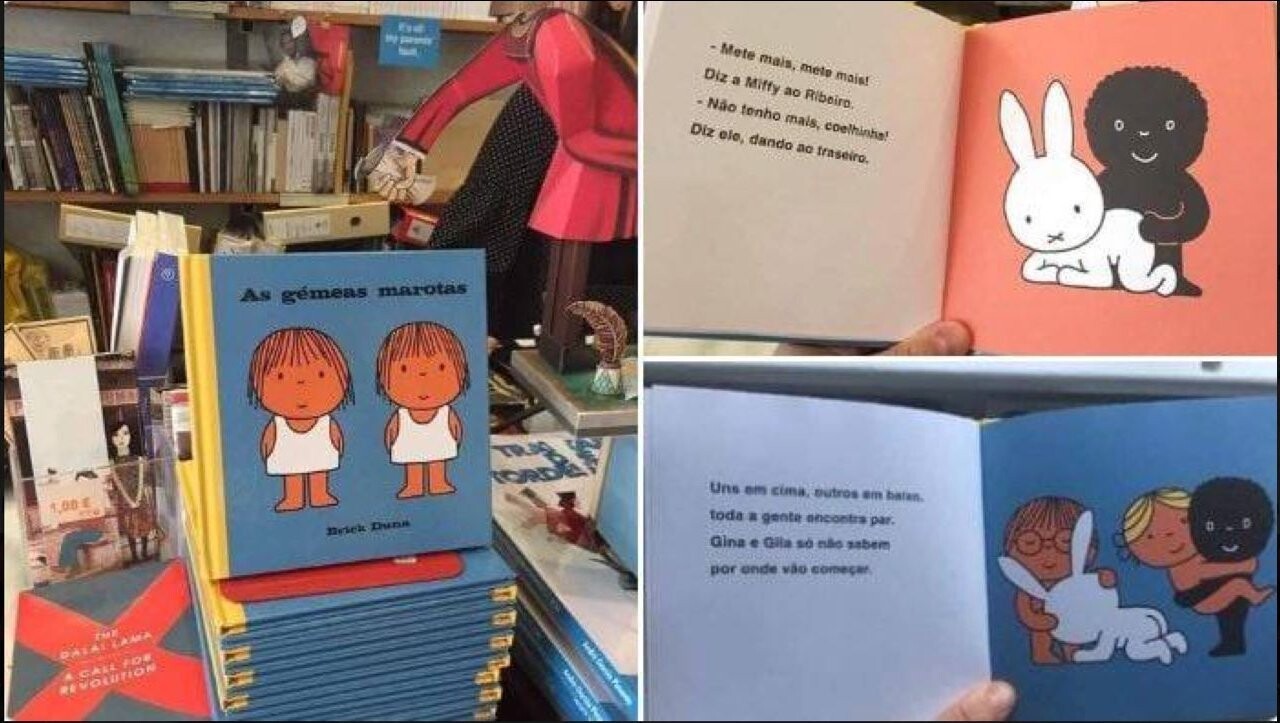 It's all
my parents'
fault.
As gémeas marotas
Brick Duna
1,00 €
THE
DALAI LAMA
A CALL FOR
REVOLUTION
- Mete mais, mete mais!
Diz a Miffy ao Ribeiro.
- Não tenho mais, coelhinha!
Diz ele, dando ao traseiro.
Uns em cima, outros em baixo,
toda a gente encontra par.
Gina e Gila só não sabem
por onde vão começar.